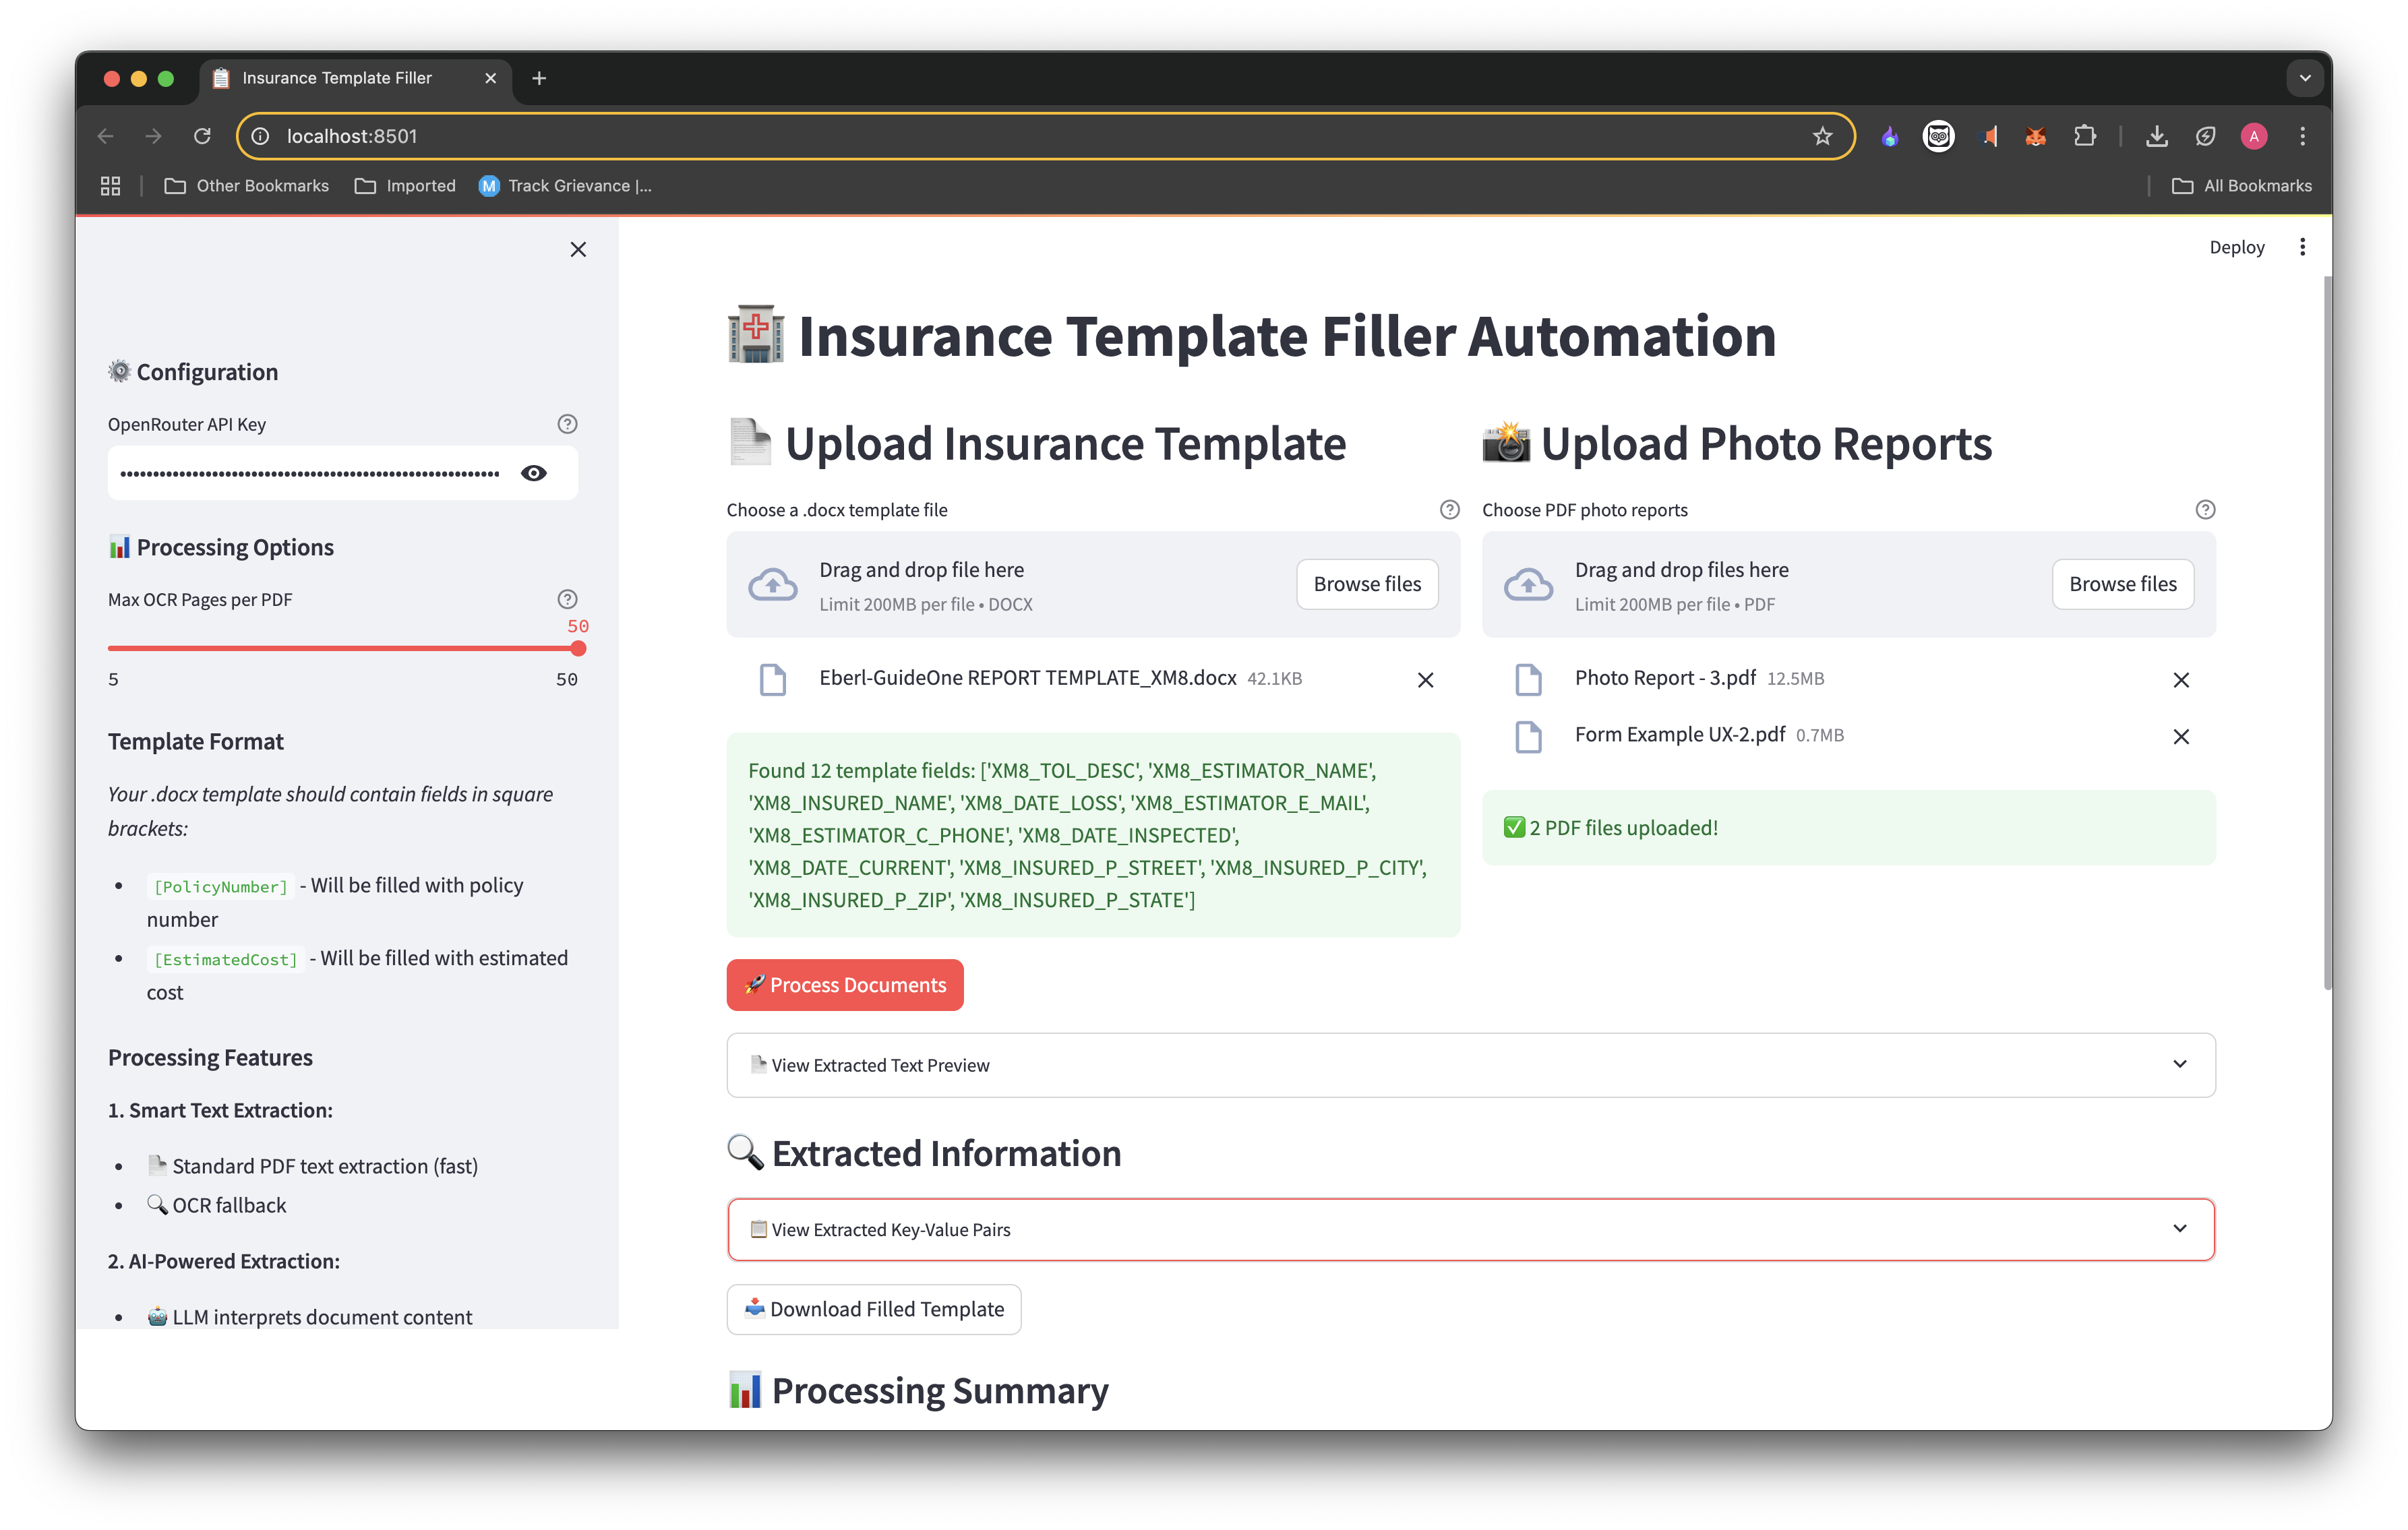 Insurance Template Filler
localhost:8501
A
Other Bookmarks
Imported
M Track Grievance |...
All Bookmarks
Deploy
Configuration
OpenRouter API Key
Processing Options
Max OCR Pages per PDF
50
5
50
Template Format
Your .docx template should contain fields in square
brackets:
[PolicyNumber] - Will be filled with policy
number
[EstimatedCost] - Will be filled with estimated
cost
Processing Features
1. Smart Text Extraction:
Standard PDF text extraction (fast)
OCR fallback
2. AI-Powered Extraction:
LLM interprets document content
Insurance Template Filler Automation
Upload Insurance Template
Choose a .docx template file
Drag and drop file here
Limit 200MB per file • DOCX
Browse files
Eberl-GuideOne REPORT TEMPLATE_XM8.docx 42.1KB
Found 12 template fields: ['XM8_TOL_DESC', 'XM8_ESTIMATOR_NAME',
'XM8_INSURED_NAME', 'XM8_DATE_LOSS', 'XM8_ESTIMATOR_E_MAIL',
'XM8_ESTIMATOR_C_PHONE', 'XM8_DATE_INSPECTED',
'XM8_DATE_CURRENT', 'XM8_INSURED_P_STREET', 'XM8_INSURED_P_CITY',
'XM8_INSURED_P_ZIP', 'XM8_INSURED_P_STATE']
Upload Photo Reports
Choose PDF photo reports
Drag and drop files here
Limit 200MB per file • PDF
Browse files
Photo Report - 3.pdf 12.5MB
Form Example UX-2.pdf 0.7MB
2 PDF files uploaded!
Process Documents
View Extracted Text Preview
Extracted Information
View Extracted Key-Value Pairs
Download Filled Template
Processing Summary